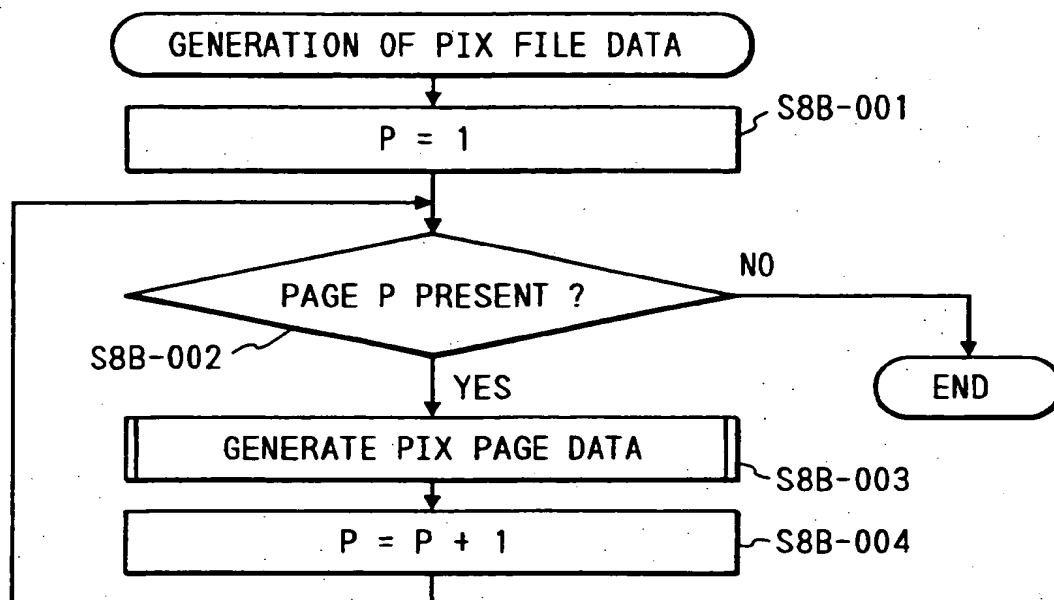 GENERATION OF PIX FILE DATA
S8B-001
P = 1
NO
PAGE P PRESENT ?
S8B-002
YES
END
GENERATE PIX PAGE DATA
S8B-003
P = P + 1
S8B-004